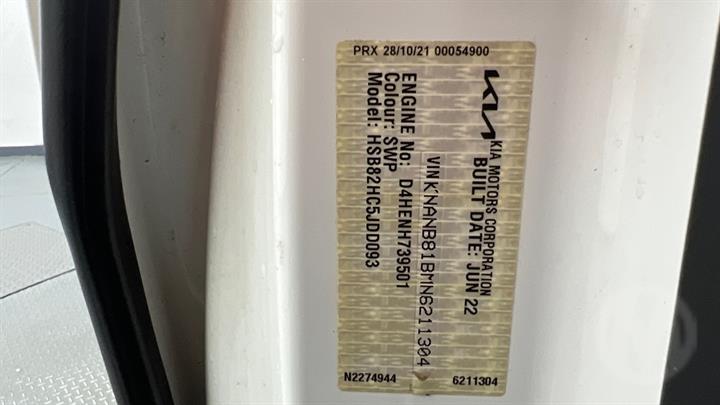 PRX 28/10/21 00054900
KIA
KIA MOTORS CORPORATION
BUILT DATE: JUN 22
VIN KNANB81BMN6211304
ENGINE No: D4HENH739501
Colour: SWP
Model: HSB82HC5JDD093
N2274944 6211304